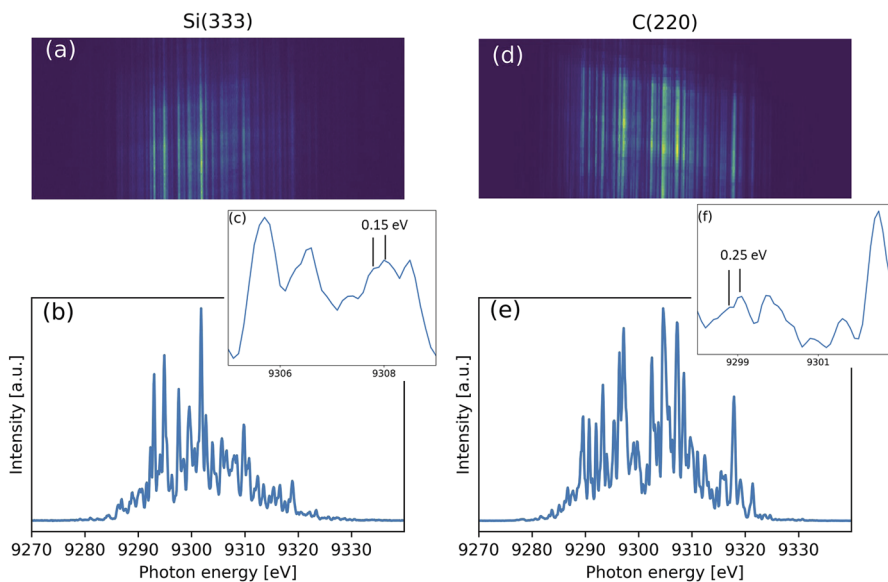 Si(333)
C(220)
(a)
(d)
(c)
0.15 eV
9306
9308
(f)
0.25 eV
9299
9301
(b)
(e)
Intensity [a.u.]
9270 9280 9290 9300 9310 9320 9330
Photon energy [eV]
Intensity [a.u.]
9270 9280 9290 9300 9310 9320 9330
Photon energy [eV]